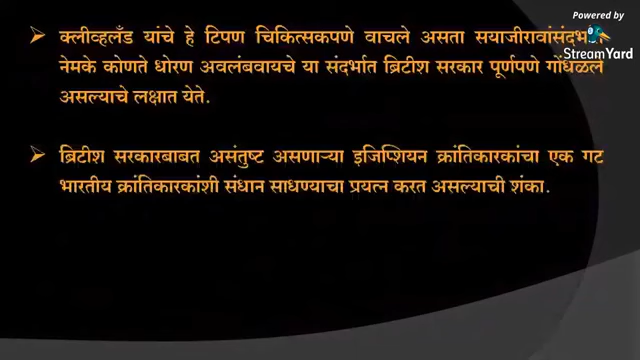 Powered by
StreamYard
➤ क्लीव्हलँड यांचे हे टिपण चिकित्सकपणे वाचले असता सयाजीरावांसंदर्भात
नेमके कोणते धोरण अवलंबवायचे या संदर्भात ब्रिटीश सरकार पूर्णपणे गोंधळले
असल्याचे लक्षात येते.
➤ ब्रिटीश सरकारबाबत असंतुष्ट असणाऱ्या इजिप्शियन क्रांतिकारकांचा एक गट
भारतीय क्रांतिकारकांशी संधान साधण्याचा प्रयत्न करत असल्याची शंका.